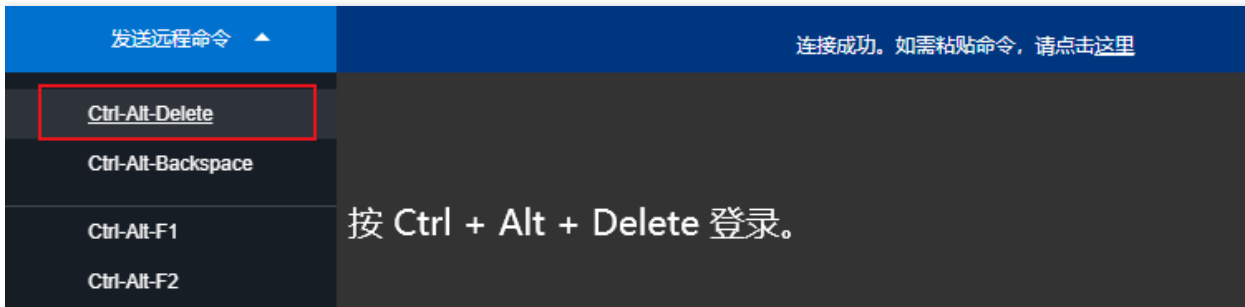 发送远程命令
连接成功。如需粘贴命令，请点击这里
Ctrl-Alt-Delete
Ctrl-Alt-Backspace
Ctrl-Alt-F1
按 Ctrl + Alt + Delete 登录。
Ctrl-Alt-F2